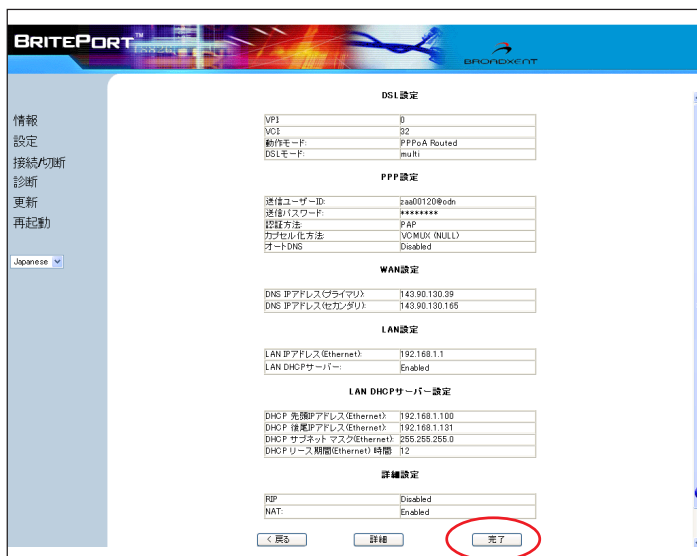 BRITEPORT™
BROADXENT
情報
設定
接続/切断
診断
更新
再起動
Japanese
DSL設定
VPI: 0
VCI: 32
動作モード: PPPoA Routed
DSLモード: multi
PPP設定
送信ユーザーID: zaa00120@odn
送信パスワード: ********
認証方法: PAP
カプセル化方法: VCMUX (NULL)
オートDNS Disabled
WAN設定
DNS IPアドレス(プライマリ): 143.90.130.39
DNS IPアドレス(セカンダリ): 143.90.130.165
LAN設定
LAN IPアドレス(Ethernet): 192.168.1.1
LAN DHCPサーバー: Enabled
LAN DHCPサーバー設定
DHCP 先頭IPアドレス(Ethernet): 192.168.1.100
DHCP 後尾IPアドレス(Ethernet): 192.168.1.131
DHCP サブネット マスク(Ethernet): 255.255.255.0
DHCP リース期間(Ethernet) 時間: 12
詳細設定
RIP Disabled
NAT: Enabled
< 戻る 詳細 完了